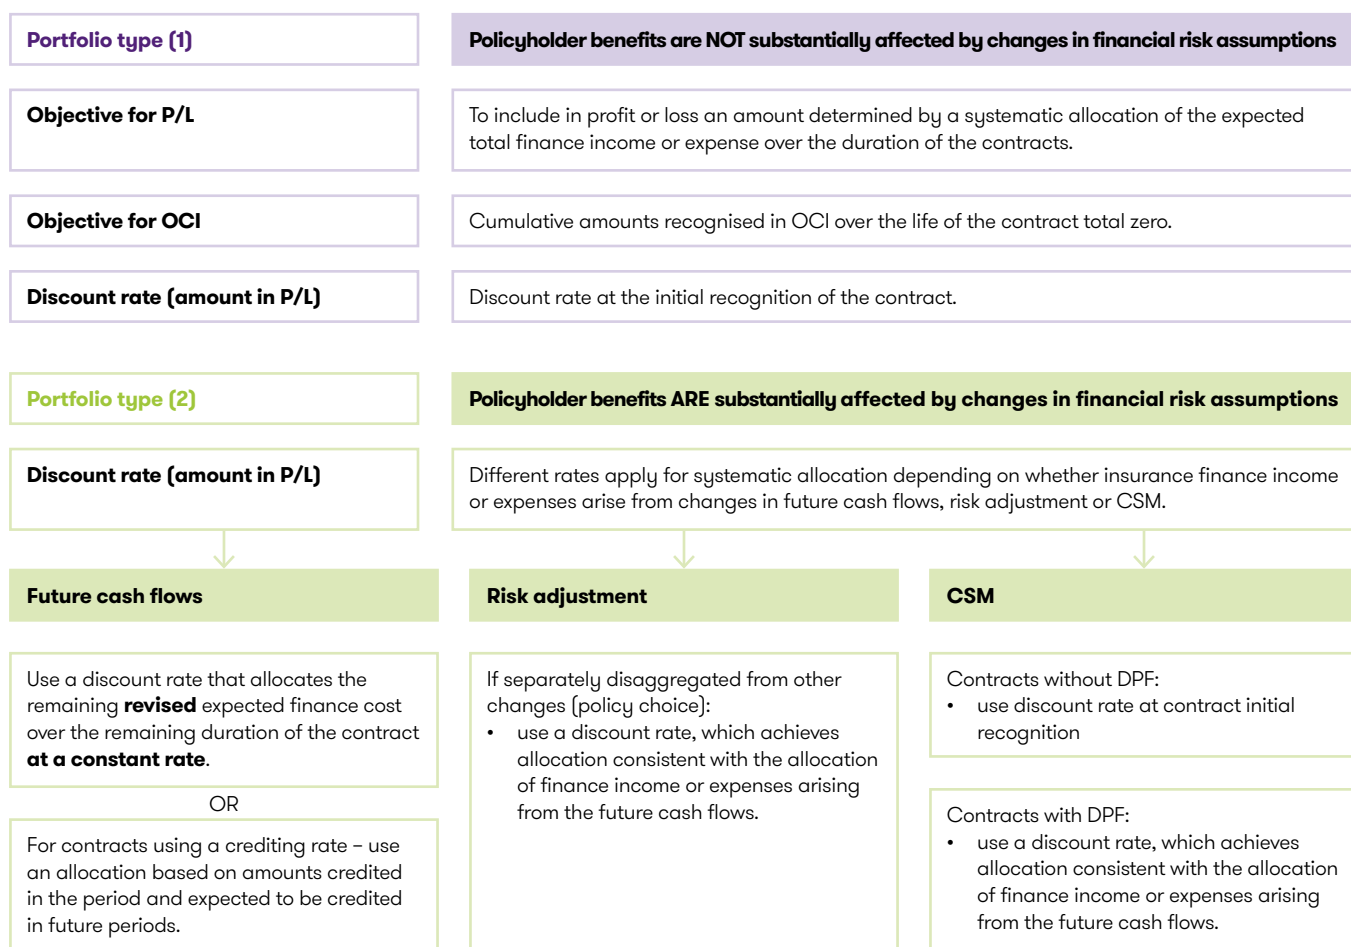 Portfolio type (1)
Policyholder benefits are NOT substantially affected by changes in financial risk assumptions
Objective for P/L
To include in profit or loss an amount determined by a systematic allocation of the expected
total finance income or expense over the duration of the contracts.
Objective for OCI
Cumulative amounts recognised in OCI over the life of the contract total zero.
Discount rate (amount in P/L)
Discount rate at the initial recognition of the contract.
Portfolio type (2)
Policyholder benefits ARE substantially affected by changes in financial risk assumptions
Discount rate (amount in P/L)
Different rates apply for systematic allocation depending on whether insurance finance income
or expenses arise from changes in future cash flows, risk adjustment or CSM.
Future cash flows
Use a discount rate that allocates the
remaining revised expected finance cost
over the remaining duration of the contract
at a constant rate.
OR
For contracts using a crediting rate – use
an allocation based on amounts credited
in the period and expected to be credited
in future periods.
Risk adjustment
If separately disaggregated from other
changes (policy choice):
• use a discount rate, which achieves
allocation consistent with the allocation
of finance income or expenses arising
from the future cash flows.
CSM
Contracts without DPF:
• use discount rate at contract initial
recognition
Contracts with DPF:
• use a discount rate, which achieves
allocation consistent with the allocation
of finance income or expenses arising
from the future cash flows.